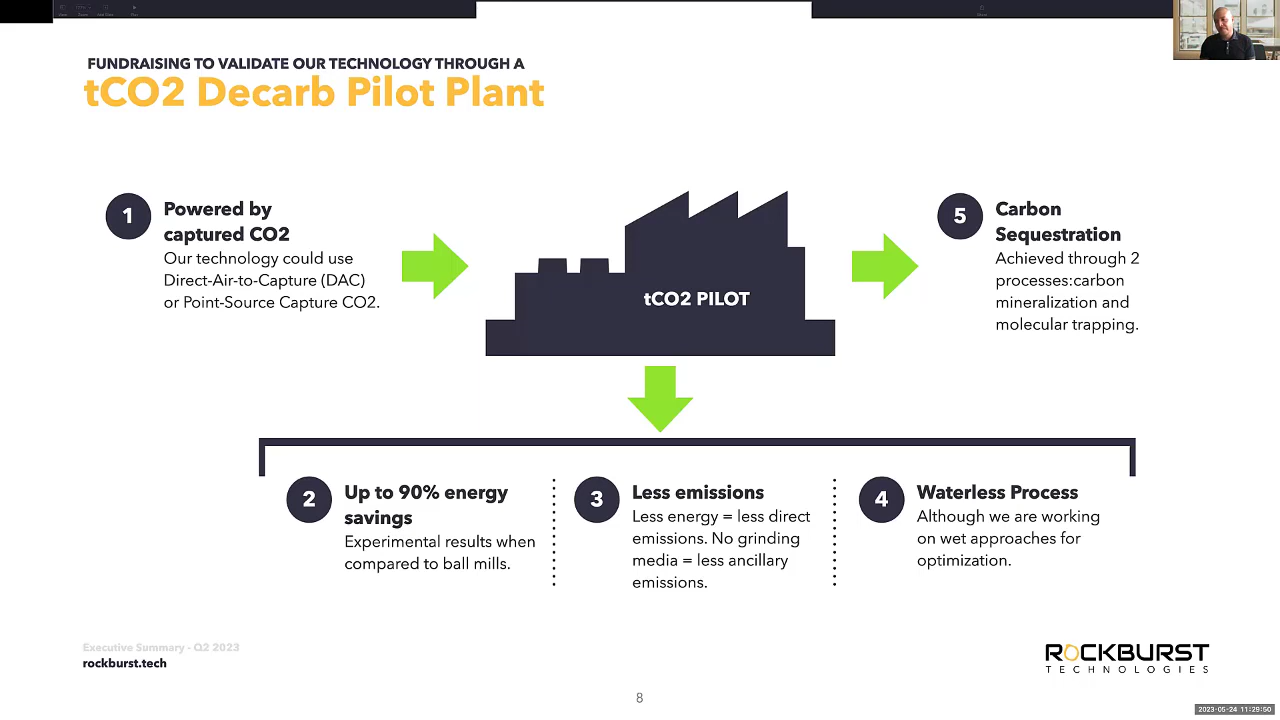 FUNDRAISING TO VALIDATE OUR TECHNOLOGY THROUGH A
tCO2 Decarb Pilot Plant
1
Powered by
captured CO2
Our technology could use
Direct-Air-to-Capture (DAC)
or Point-Source Capture CO2.
tCO2 PILOT
5
Carbon
Sequestration
Achieved through 2
processes:carbon
mineralization and
molecular trapping.
2
Up to 90% energy
savings
Experimental results when
compared to ball mills.
3
Less emissions
Less energy = less direct
emissions. No grinding
media = less ancillary
emissions.
4
Waterless Process
Although we are working
on wet approaches for
optimization.
Executive Summary - Q2 2023
rockburst.tech
ROCKBURST
TECHNOLOGIES
8
2023-05-24 11:29:50